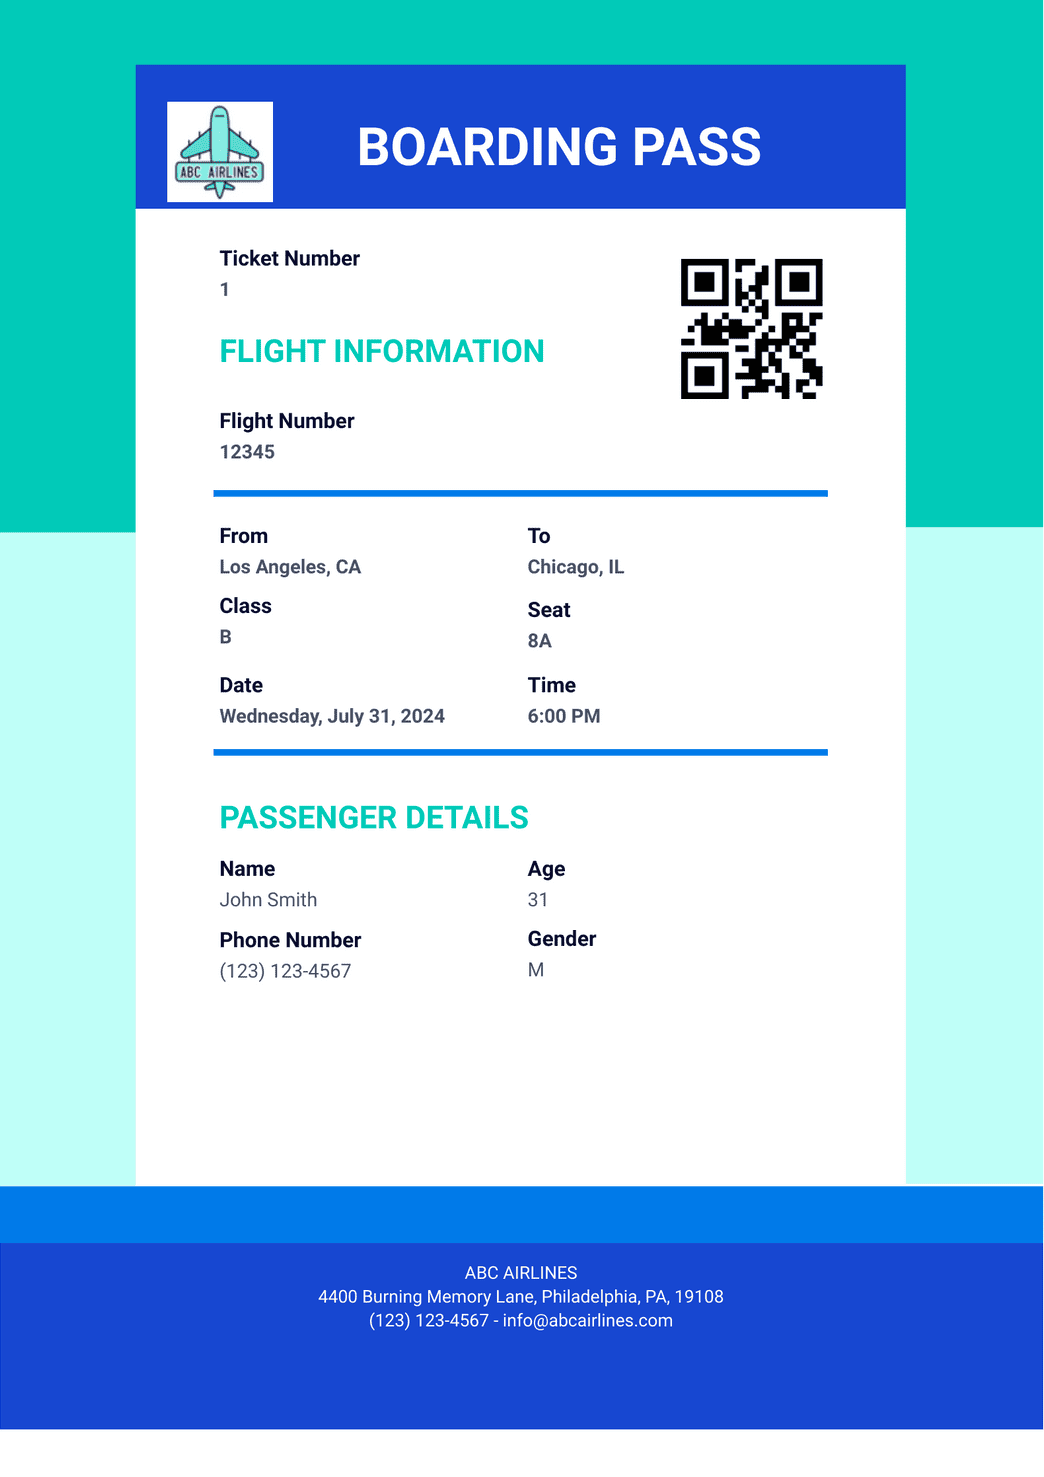 ABC AIRLINES
BOARDING PASS
Ticket Number
1
FLIGHT INFORMATION
Flight Number
12345
From
Los Angeles, CA
To
Chicago, IL
Class
B
Seat
8A
Date
Wednesday, July 31, 2024
Time
6:00 PM
PASSENGER DETAILS
Name
John Smith
Age
31
Phone Number
(123) 123-4567
Gender
M
ABC AIRLINES
4400 Burning Memory Lane, Philadelphia, PA, 19108
(123) 123-4567 - info@abcairlines.com